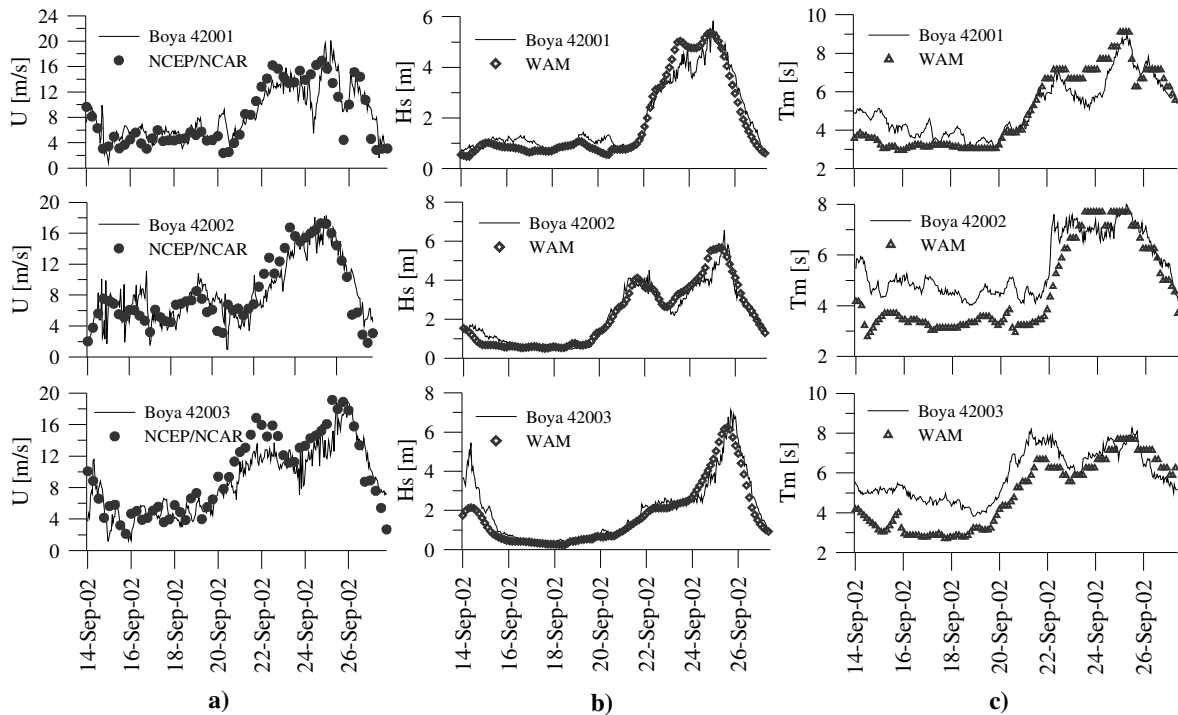 24
20
16
12
8
4
0
U [m/s]
Boya 42001
NCEP/NCAR
6
4
2
0
Hs [m]
Boya 42001
WAM
10
8
6
4
2
Tm [s]
Boya 42001
WAM
20
16
12
8
4
0
U [m/s]
Boya 42002
NCEP/NCAR
8
6
4
2
0
Hs [m]
Boya 42002
WAM
8
6
4
2
Tm [s]
Boya 42002
WAM
20
16
12
8
4
0
U [m/s]
Boya 42003
NCEP/NCAR
8
6
4
2
0
Hs [m]
Boya 42003
WAM
10
8
6
4
2
Tm [s]
Boya 42003
WAM
14-Sep-02
16-Sep-02
18-Sep-02
20-Sep-02
22-Sep-02
24-Sep-02
26-Sep-02
14-Sep-02
16-Sep-02
18-Sep-02
20-Sep-02
22-Sep-02
24-Sep-02
26-Sep-02
14-Sep-02
16-Sep-02
18-Sep-02
20-Sep-02
22-Sep-02
24-Sep-02
26-Sep-02
a)
b)
c)